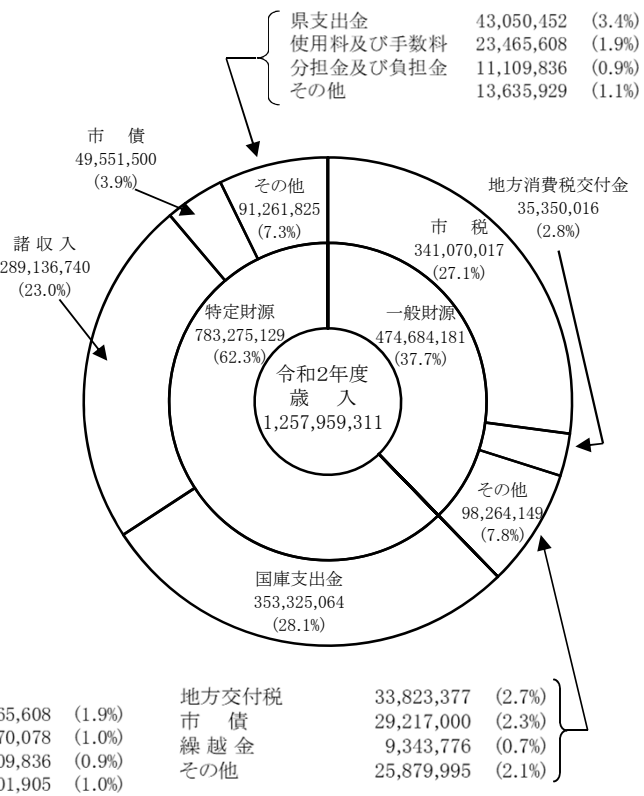 県支出金 43,050,452 (3.4%)
使用料及び手数料 23,465,608 (1.9%)
分担金及び負担金 11,109,836 (0.9%)
その他 13,635,929 (1.1%)
市 債
49,551,500
(3.9%)
その他
91,261,825
(7.3%)
地方消費税交付金
35,350,016
(2.8%)
市 税
341,070,017
(27.1%)
諸 収 入
289,136,740
(23.0%)
特定財源
783,275,129
(62.3%)
一般財源
474,684,181
(37.7%)
令和2年度
歳 入
1,257,959,311
その他
98,264,149
(7.8%)
国庫支出金
353,325,064
(28.1%)
地方交付税 33,823,377 (2.7%)
市 債 29,217,000 (2.3%)
繰 越 金 9,343,776 (0.7%)
その他 25,879,995 (2.1%)
65,608 (1.9%)
70,078 (1.0%)
09,836 (0.9%)
01,905 (1.0%)